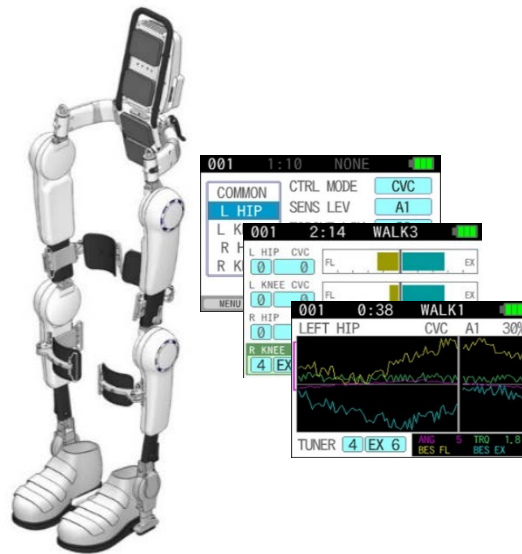 001 1:10 NONE
COMMON
CTRL MODE CVC
L HIP
SENS LEV A1
MENU
001 2:14 WALK3
L HIP CVC
0 0 FL EX
L KNEE CVC
0 0 FL EX
R HIP
0
R KNEE
4 EX
001 0:38 WALK1
LEFT HIP CVC A1 30%
TUNER 4 EX 6
ANG 5 TRQ 1.8
BES FL BES EX